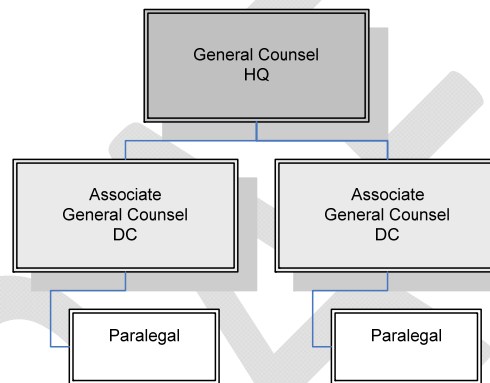 General Counsel
HQ
Associate
General Counsel
DC
Associate
General Counsel
DC
Paralegal
Paralegal